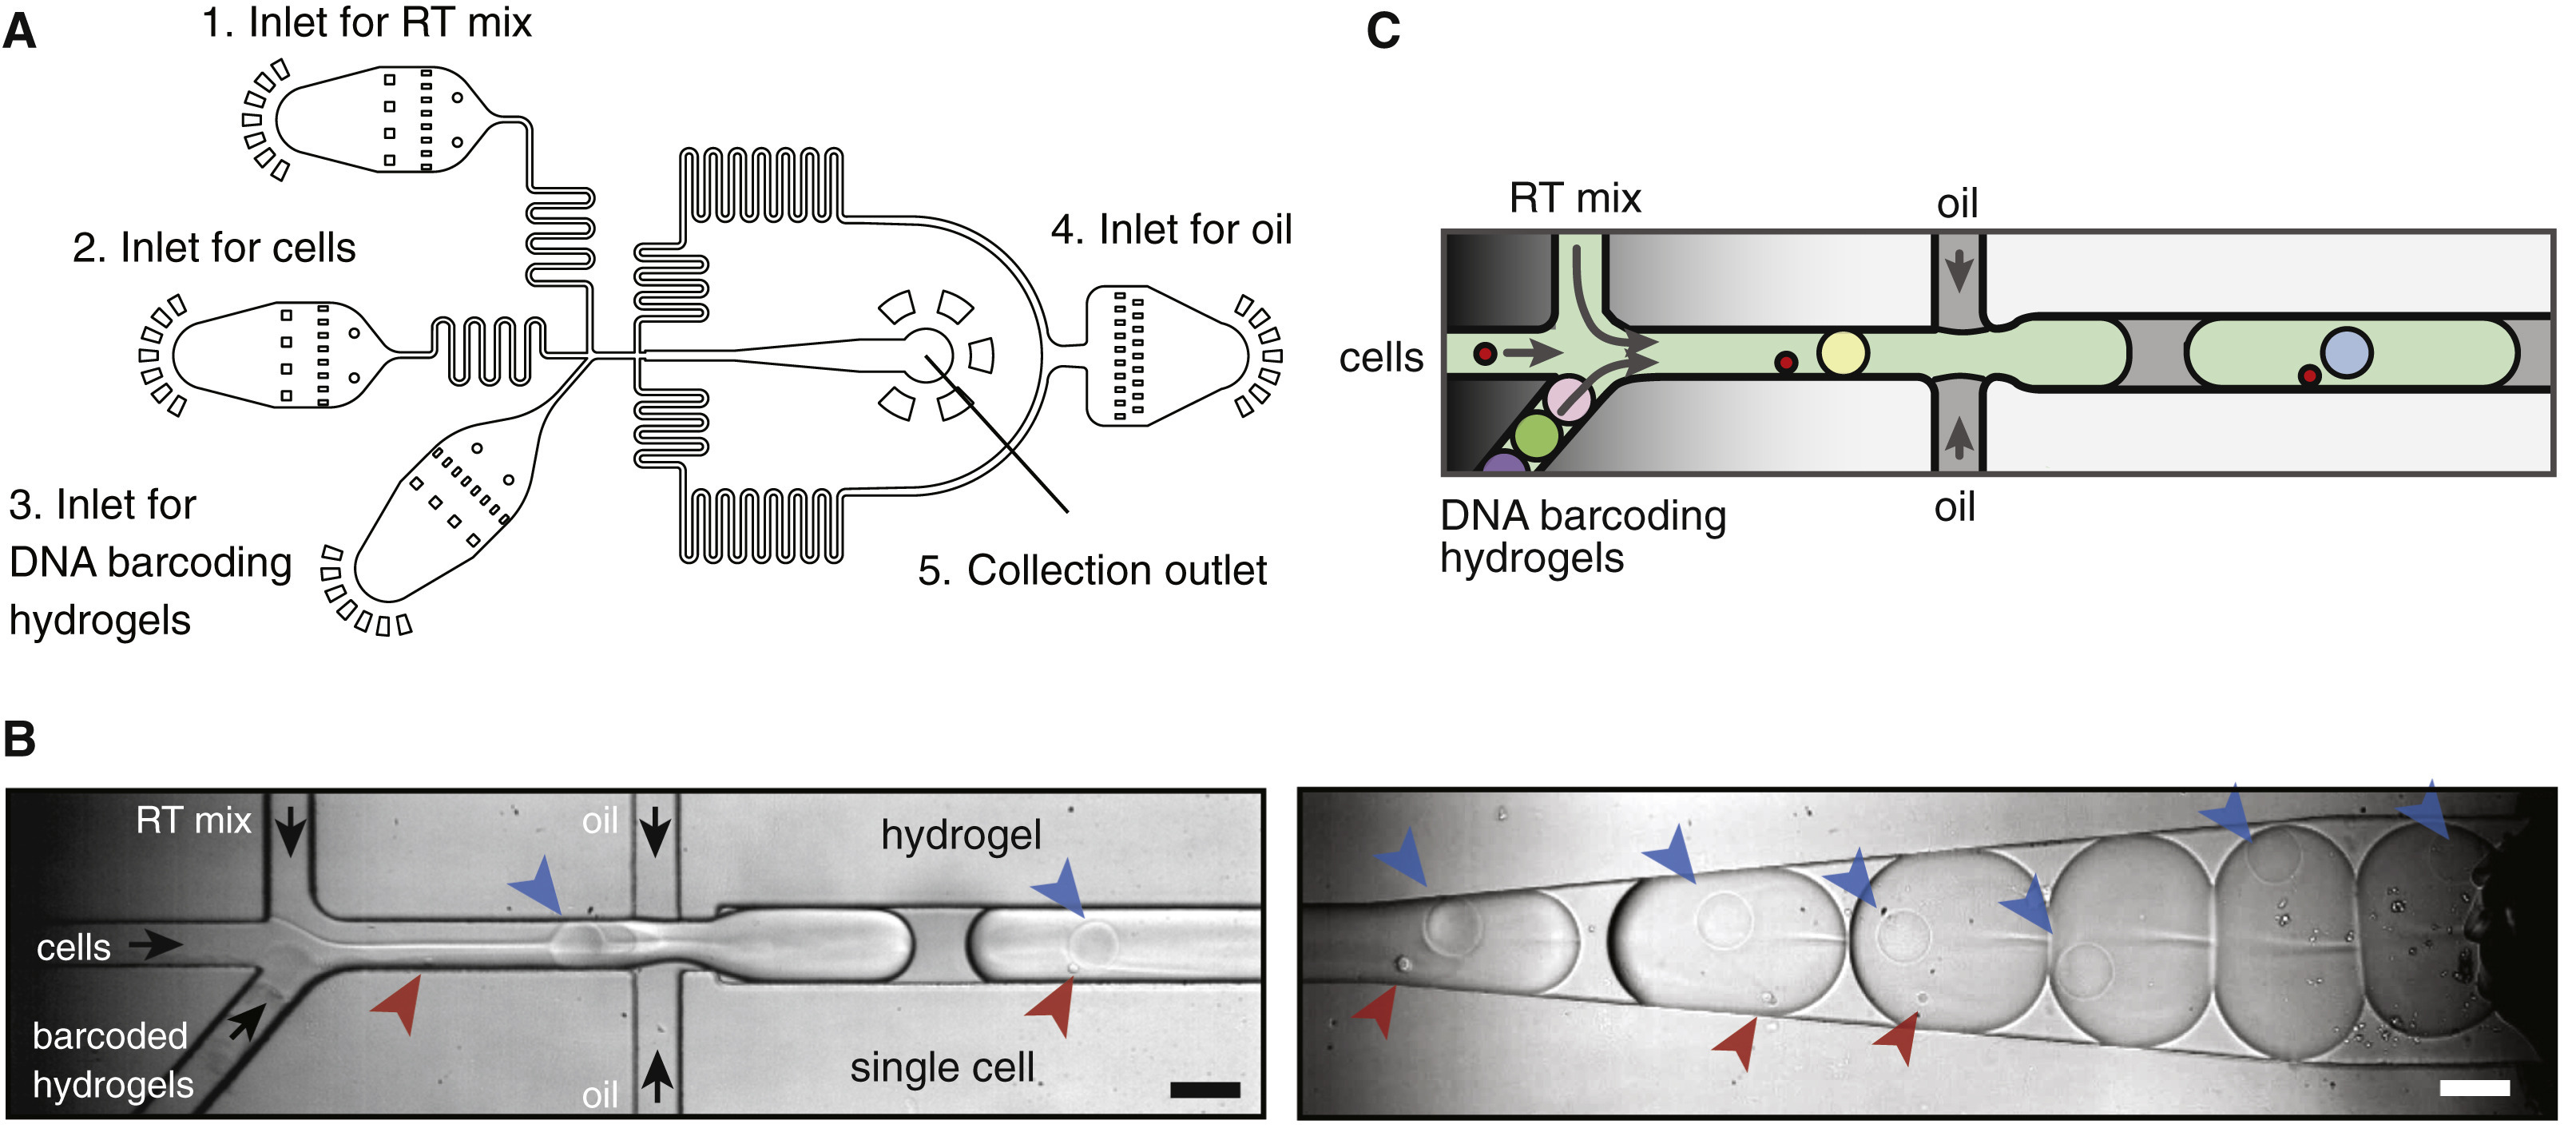 A
1. Inlet for RT mix
2. Inlet for cells
3. Inlet for
DNA barcoding
hydrogels
4. Inlet for oil
5. Collection outlet
C
RT mix
oil
cells
DNA barcoding
hydrogels
oil
B
RT mix
oil
hydrogel
cells
barcoded
hydrogels
oil
single cell